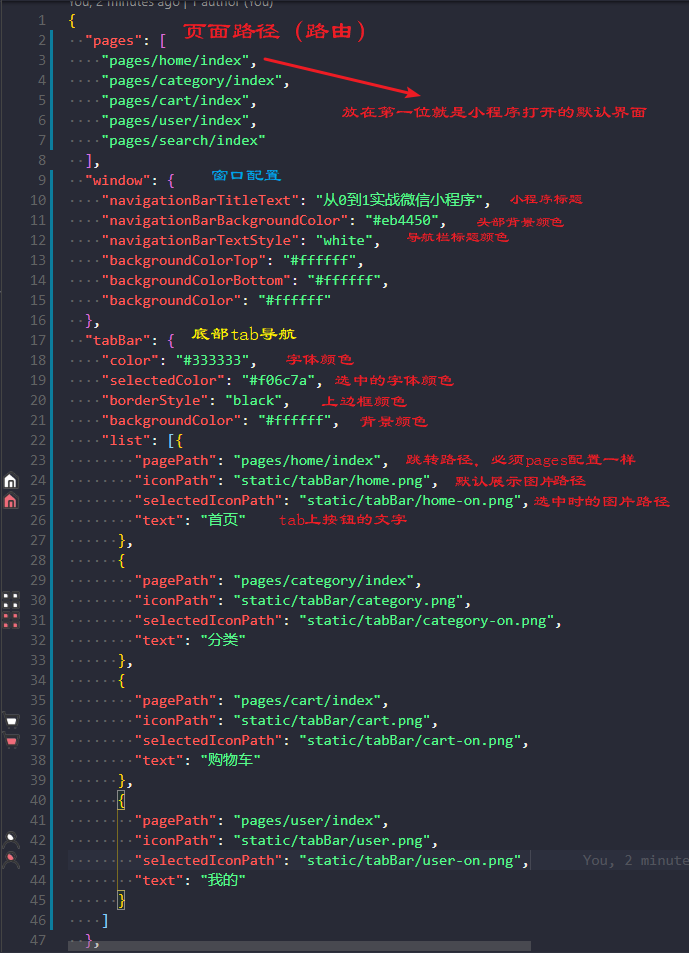 You, 2 minutes ago | 1 author (You)
1 {
2 "pages": [ 页面路径（路由）
3 "pages/home/index",
4 "pages/category/index",
5 "pages/cart/index", 放在第一位就是小程序打开的默认界面
6 "pages/user/index",
7 "pages/search/index"
8 ],
9 "window": { 窗口配置
10 "navigationBarTitleText": "从0到1实战微信小程序", 小程序标题
11 "navigationBarBackgroundColor": "#eb4450", 头部背景颜色
12 "navigationBarTextStyle": "white", 导航栏标题颜色
13 "backgroundColorTop": "#ffffff",
14 "backgroundColorBottom": "#ffffff",
15 "backgroundColor": "#ffffff"
16 },
17 "tabBar": { 底部tab导航
18 "color": "#333333", 字体颜色
19 "selectedColor": "#f06c7a", 选中的字体颜色
20 "borderStyle": "black", 上边框颜色
21 "backgroundColor": "#ffffff", 背景颜色
22 "list": [{
23 "pagePath": "pages/home/index", 跳转路径，必须pages配置一样
24 "iconPath": "static/tabBar/home.png", 默认展示图片路径
25 "selectedIconPath": "static/tabBar/home-on.png", 选中时的图片路径
26 "text": "首页" tab上按钮的文字
27 },
28 {
29 "pagePath": "pages/category/index",
30 "iconPath": "static/tabBar/category.png",
31 "selectedIconPath": "static/tabBar/category-on.png",
32 "text": "分类"
33 },
34 {
35 "pagePath": "pages/cart/index",
36 "iconPath": "static/tabBar/cart.png",
37 "selectedIconPath": "static/tabBar/cart-on.png",
38 "text": "购物车"
39 },
40 {
41 "pagePath": "pages/user/index",
42 "iconPath": "static/tabBar/user.png",
43 "selectedIconPath": "static/tabBar/user-on.png", You, 2 minute
44 "text": "我的"
45 }
46 ]
47 },